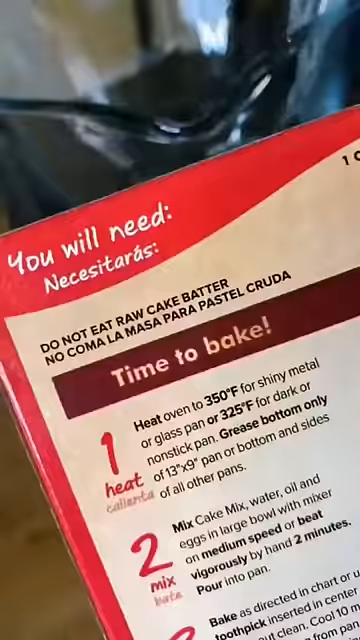 You will need:
Necesitarás:
1
DO NOT EAT RAW CAKE BATTER
NO COMA LA MASA PARA PASTEL CRUDA
Time to bake!
1
heat
calienta
Heat oven to 350°F for shiny metal
or glass pan or 325°F for dark or
nonstick pan. Grease bottom only
of 13"x9" pan or bottom and sides
of all other pans.
2
mix
bate
Mix Cake Mix, water, oil and
eggs in large bowl with mixer
on medium speed or beat
vigorously by hand 2 minutes.
Pour into pan.
Bake as directed in chart or u
toothpick inserted in center
clean. Cool 10 m
om pan